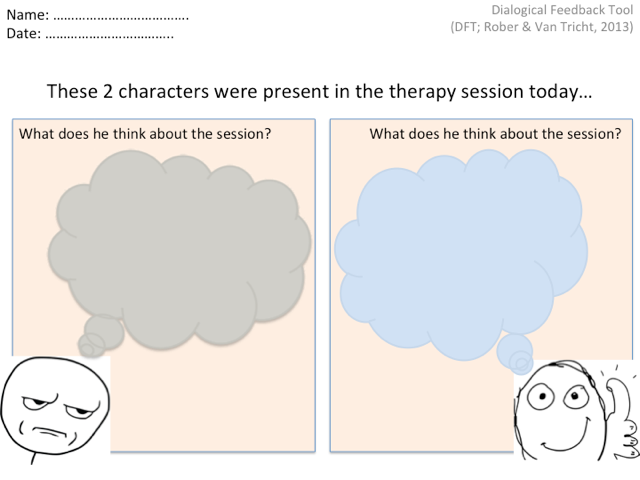 Name: ……………………………….
Date: ……………………………..
Dialogical Feedback Tool
(DFT; Rober & Van Tricht, 2013)
These 2 characters were present in the therapy session today…
What does he think about the session?
What does he think about the session?